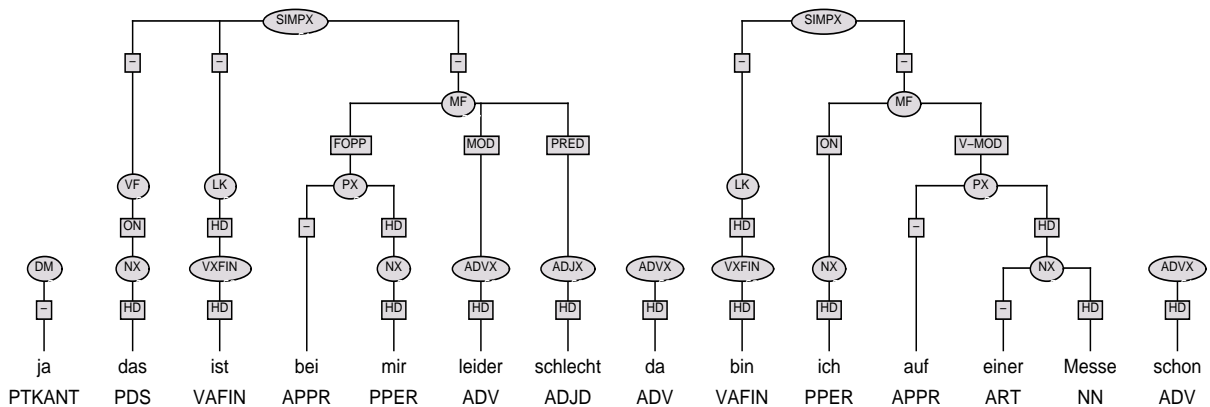 SIMPX SIMPX
– – – – –
MF MF
FOPP MOD PRED ON V–MOD
VF LK PX LK PX
ON HD – HD HD – HD
DM NX VXFIN NX ADVX ADJX ADVX VXFIN NX NX ADVX
– HD HD HD HD HD HD HD HD – HD HD
ja das ist bei mir leider schlecht da bin ich auf einer Messe schon
PTKANT PDS VAFIN APPR PPER ADV ADJD ADV VAFIN PPER APPR ART NN ADV